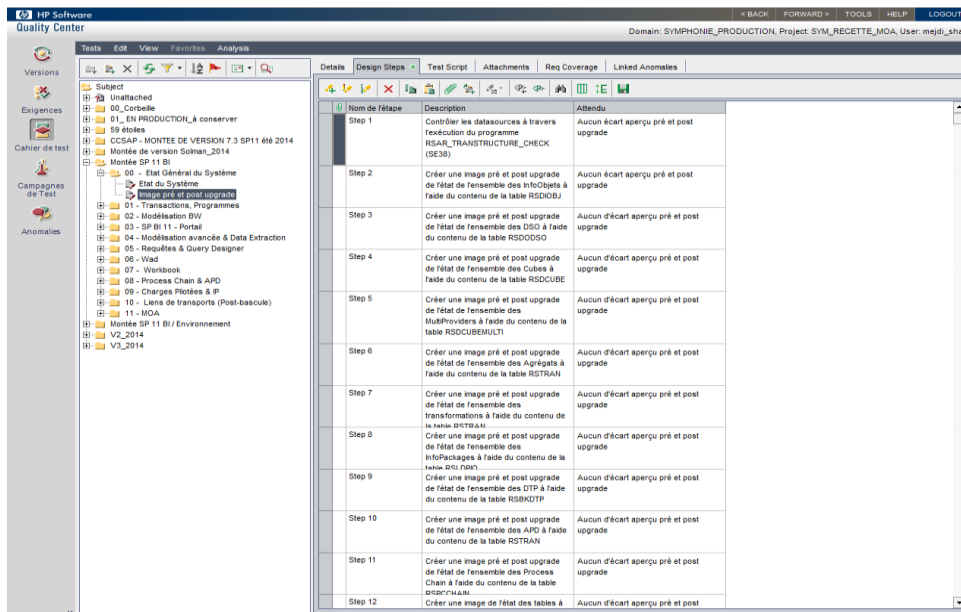 HP Software
< BACK FORWARD > TOOLS HELP LOGOUT
Quality Center
Domain: SYMPHONIE_PRODUCTION, Project: SYM_RECETTE_MOA, User: mejdi_sha
Tests Edit View Favorites Analysis
Versions
Exigences
Cahier de test
Campagnes
de Test
Anomalies
Subject
Unattached
00_Corbeille
01_ EN PRODUCTION_à conserver
59 étoiles
CCSAP - MONTEE DE VERSION 7.3 SP11 été 2014
Montée de version Solman_2014
Montée SP 11 BI
00 - Etat Général du Système
Etat du Système
Image pré et post upgrade
01 - Transactions, Programmes
02 - Modélisation BW
03 - SP BI 11 - Portail
04 - Modélisation avancée & Data Extraction
05 - Requêtes & Query Designer
06 - Wad
07 - Workbook
08 - Process Chain & APD
09 - Charges Pilotées & IP
10 - Liens de transports (Post-bascule)
11 - MOA
Montée SP 11 BI / Environnement
V2_2014
V3_2014
Details Design Steps Test Script Attachments Req Coverage Linked Anomalies
Nom de l'étape Description Attendu
Step 1 Contrôler les datasources à travers Aucun écart aperçu pré et post
l'exécution du programme upgrade
RSAR_TRANSTRUCTURE_CHECK
(SE38)
Step 2 Créer une image pré et post upgrade Aucun écart aperçu pré et post
de l'état de l'ensemble des InfoObjets à upgrade
l'aide du contenu de la table RSDIOBJ
Step 3 Créer une image pré et post upgrade Aucun d'écart aperçu pré et post
de l'état de l'ensemble des DSO à l'aide upgrade
du contenu de la table RSDODSO
Step 4 Créer une image pré et post upgrade Aucun d'écart aperçu pré et post
de l'état de l'ensemble des Cubes à upgrade
l'aide du contenu de la table RSDCUBE
Step 5 Créer une image pré et post upgrade Aucun d'écart aperçu pré et post
de l'état de l'ensemble des upgrade
MultiProviders à l'aide du contenu de la
table RSDCUBEMULTI
Step 6 Créer une image pré et post upgrade Aucun d'écart aperçu pré et post
de l'état de l'ensemble des Agrégats à upgrade
l'aide du contenu de la table RSTRAN
Step 7 Créer une image pré et post upgrade Aucun d'écart aperçu pré et post
de l'état de l'ensemble des upgrade
transformations à l'aide du contenu de
la table RSTRAN
Step 8 Créer une image pré et post upgrade Aucun d'écart aperçu pré et post
de l'état de l'ensemble des upgrade
InfoPackages à l'aide du contenu de la
table RSLDPIO
Step 9 Créer une image pré et post upgrade Aucun d'écart aperçu pré et post
de l'état de l'ensemble des DTP à l'aide upgrade
du contenu de la table RSBKDTP
Step 10 Créer une image pré et post upgrade Aucun d'écart aperçu pré et post
de l'état de l'ensemble des APD à l'aide upgrade
du contenu de la table RSTRAN
Step 11 Créer une image pré et post upgrade Aucun d'écart aperçu pré et post
de l'état de l'ensemble des Process upgrade
Chain à l'aide du contenu de la table
RSPCCHAIN
Step 12 Créer une image de l'état des tables à Aucun d'écart aperçu pré et post